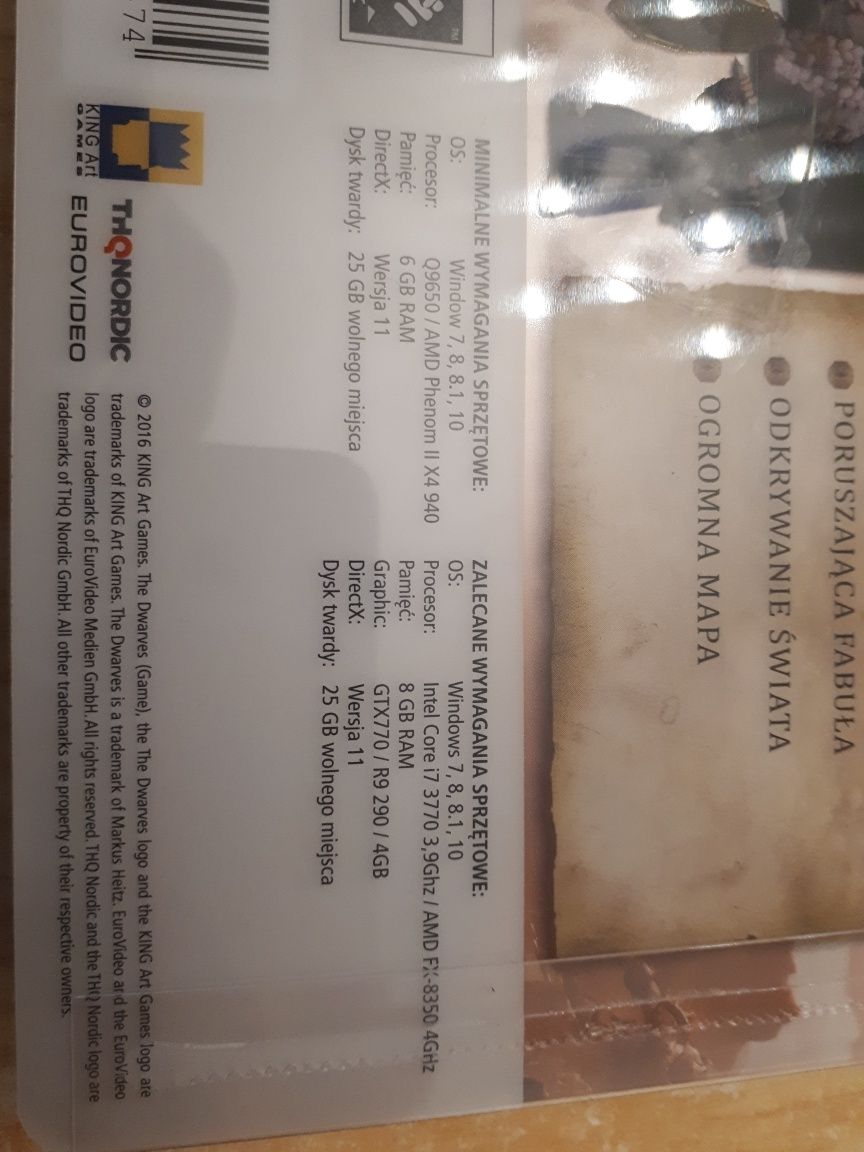 PORUSZAJĄCA FABUŁA
ODKRYWANIE ŚWIATA
OGROMNA MAPA
74
TM
MINIMALNE WYMAGANIA SPRZĘTOWE:
OS: Window 7, 8, 8.1, 10
Procesor: Q9650 / AMD Phenom II X4 940
Pamięć: 6 GB RAM
DirectX: Wersja 11
Dysk twardy: 25 GB wolnego miejsca
ZALECANE WYMAGANIA SPRZĘTOWE:
OS: Windows 7, 8, 8.1, 10
Procesor: Intel Core i7 3770 3,9Ghz / AMD FX-8350 4GHz
Pamięć: 8 GB RAM
Graphic: GTX770 / R9 290 / 4GB
DirectX: Wersja 11
Dysk twardy: 25 GB wolnego miejsca
KING Art
GAMES
THQNORDIC
EUROVIDEO
© 2016 KING Art Games. The Dwarves (Game), the The Dwarves logo and the KING Art Games logo are
trademarks of KING Art Games. The Dwarves is a trademark of Markus Heitz. EuroVideo and the EuroVideo
logo are trademarks of EuroVideo Medien GmbH. All rights reserved. THQ Nordic and the THQ Nordic logo are
trademarks of THQ Nordic GmbH. All other trademarks are property of their respective owners.